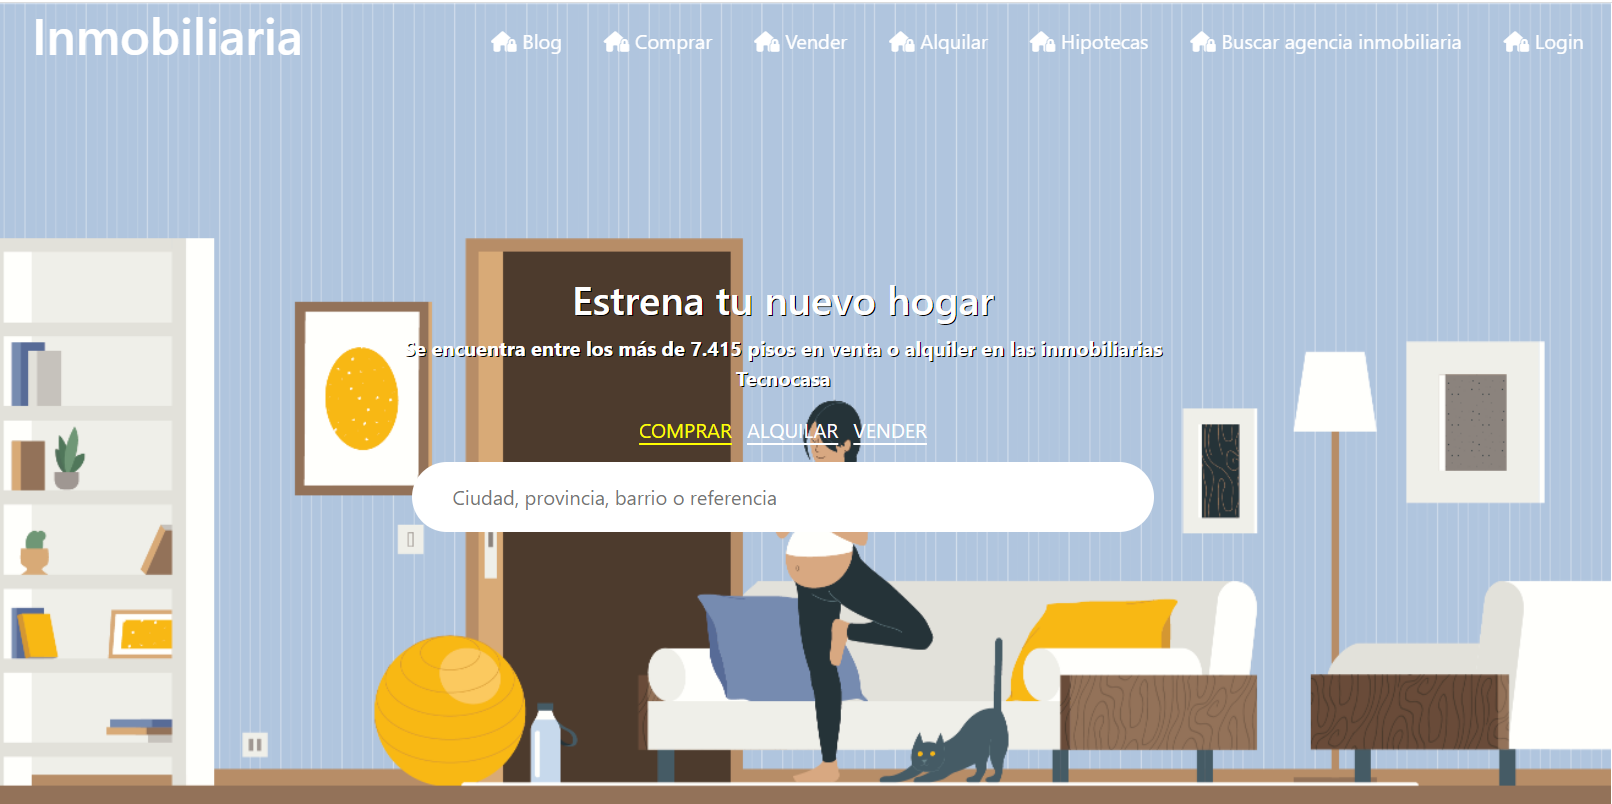 Inmobiliaria
Blog Comprar Vender Alquilar Hipotecas Buscar agencia inmobiliaria Login
Estrena tu nuevo hogar
Se encuentra entre los más de 7.415 pisos en venta o alquiler en las inmobiliarias
Tecnocasa
COMPRAR ALQUILAR VENDER
Ciudad, provincia, barrio o referencia